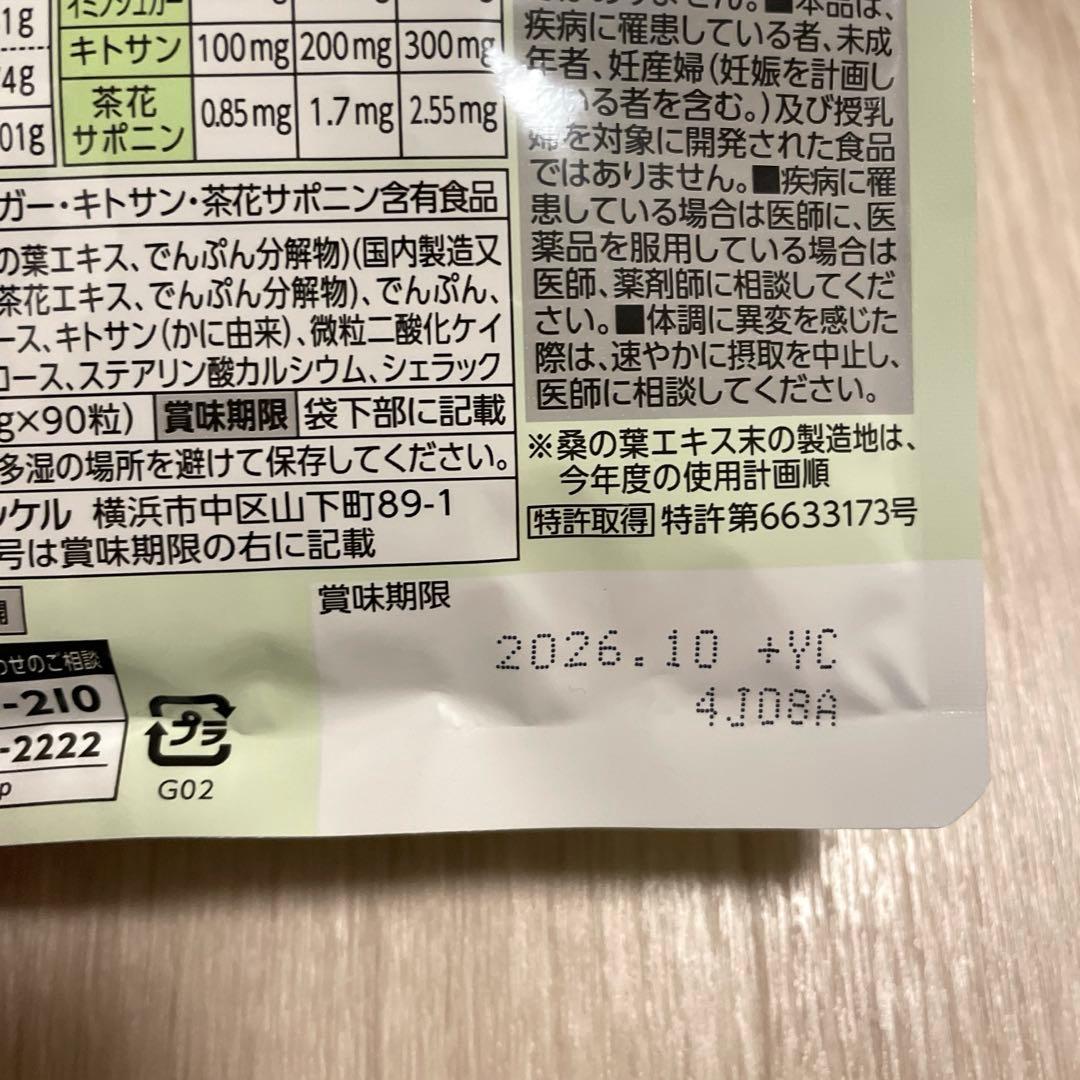 イミノシュガー
キトサン 100mg 200mg 300mg
茶花
サポニン 0.85mg 1.7mg 2.55mg
1g
4g
01g
ガー・キトサン・茶花サポニン含有食品
の葉エキス、でんぷん分解物)(国内製造又
茶花エキス、でんぷん分解物)、でんぷん、
ース、キトサン(かに由来)、微粒二酸化ケイ
ロース、ステアリン酸カルシウム、シェラック
g×90粒) 賞味期限 袋下部に記載
多湿の場所を避けて保存してください。
ッケル 横浜市中区山下町89-1
号は賞味期限の右に記載
ありません。■本品は、
疾病に罹患している者、未成
年者、妊産婦(妊娠を計画し
いる者を含む。)及び授乳
婦を対象に開発された食品
ではありません。■疾病に罹
患している場合は医師に、医
薬品を服用している場合は
医師、薬剤師に相談してくだ
さい。■体調に異変を感じた
際は、速やかに摂取を中止し、
医師に相談してください。
※桑の葉エキス末の製造地は、
今年度の使用計画順
特許取得 特許第6633173号
わせのご相談
-210
-2222
p
プラ
G02
賞味期限
2026.10 +YC
4J08A